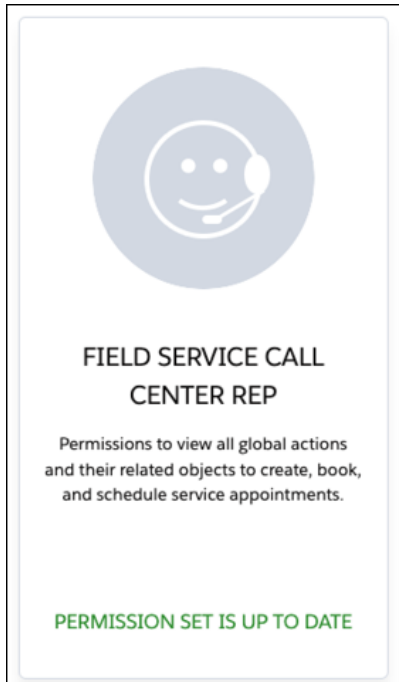 FIELD SERVICE CALL
CENTER REP
Permissions to view all global actions
and their related objects to create, book,
and schedule service appointments.
PERMISSION SET IS UP TO DATE